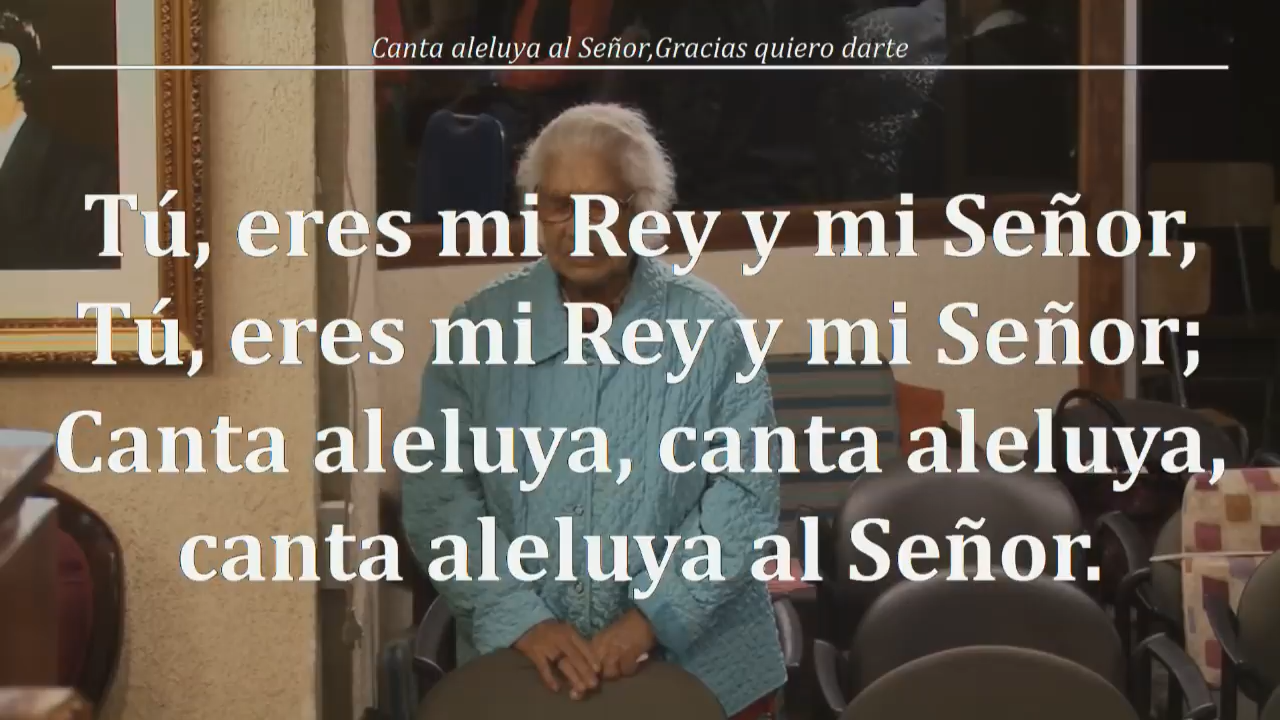 Canta aleluya al Señor,Gracias quiero darte
Tú, eres mi Rey y mi Señor,
Tú, eres mi Rey y mi Señor;
Canta aleluya, canta aleluya,
canta aleluya al Señor.